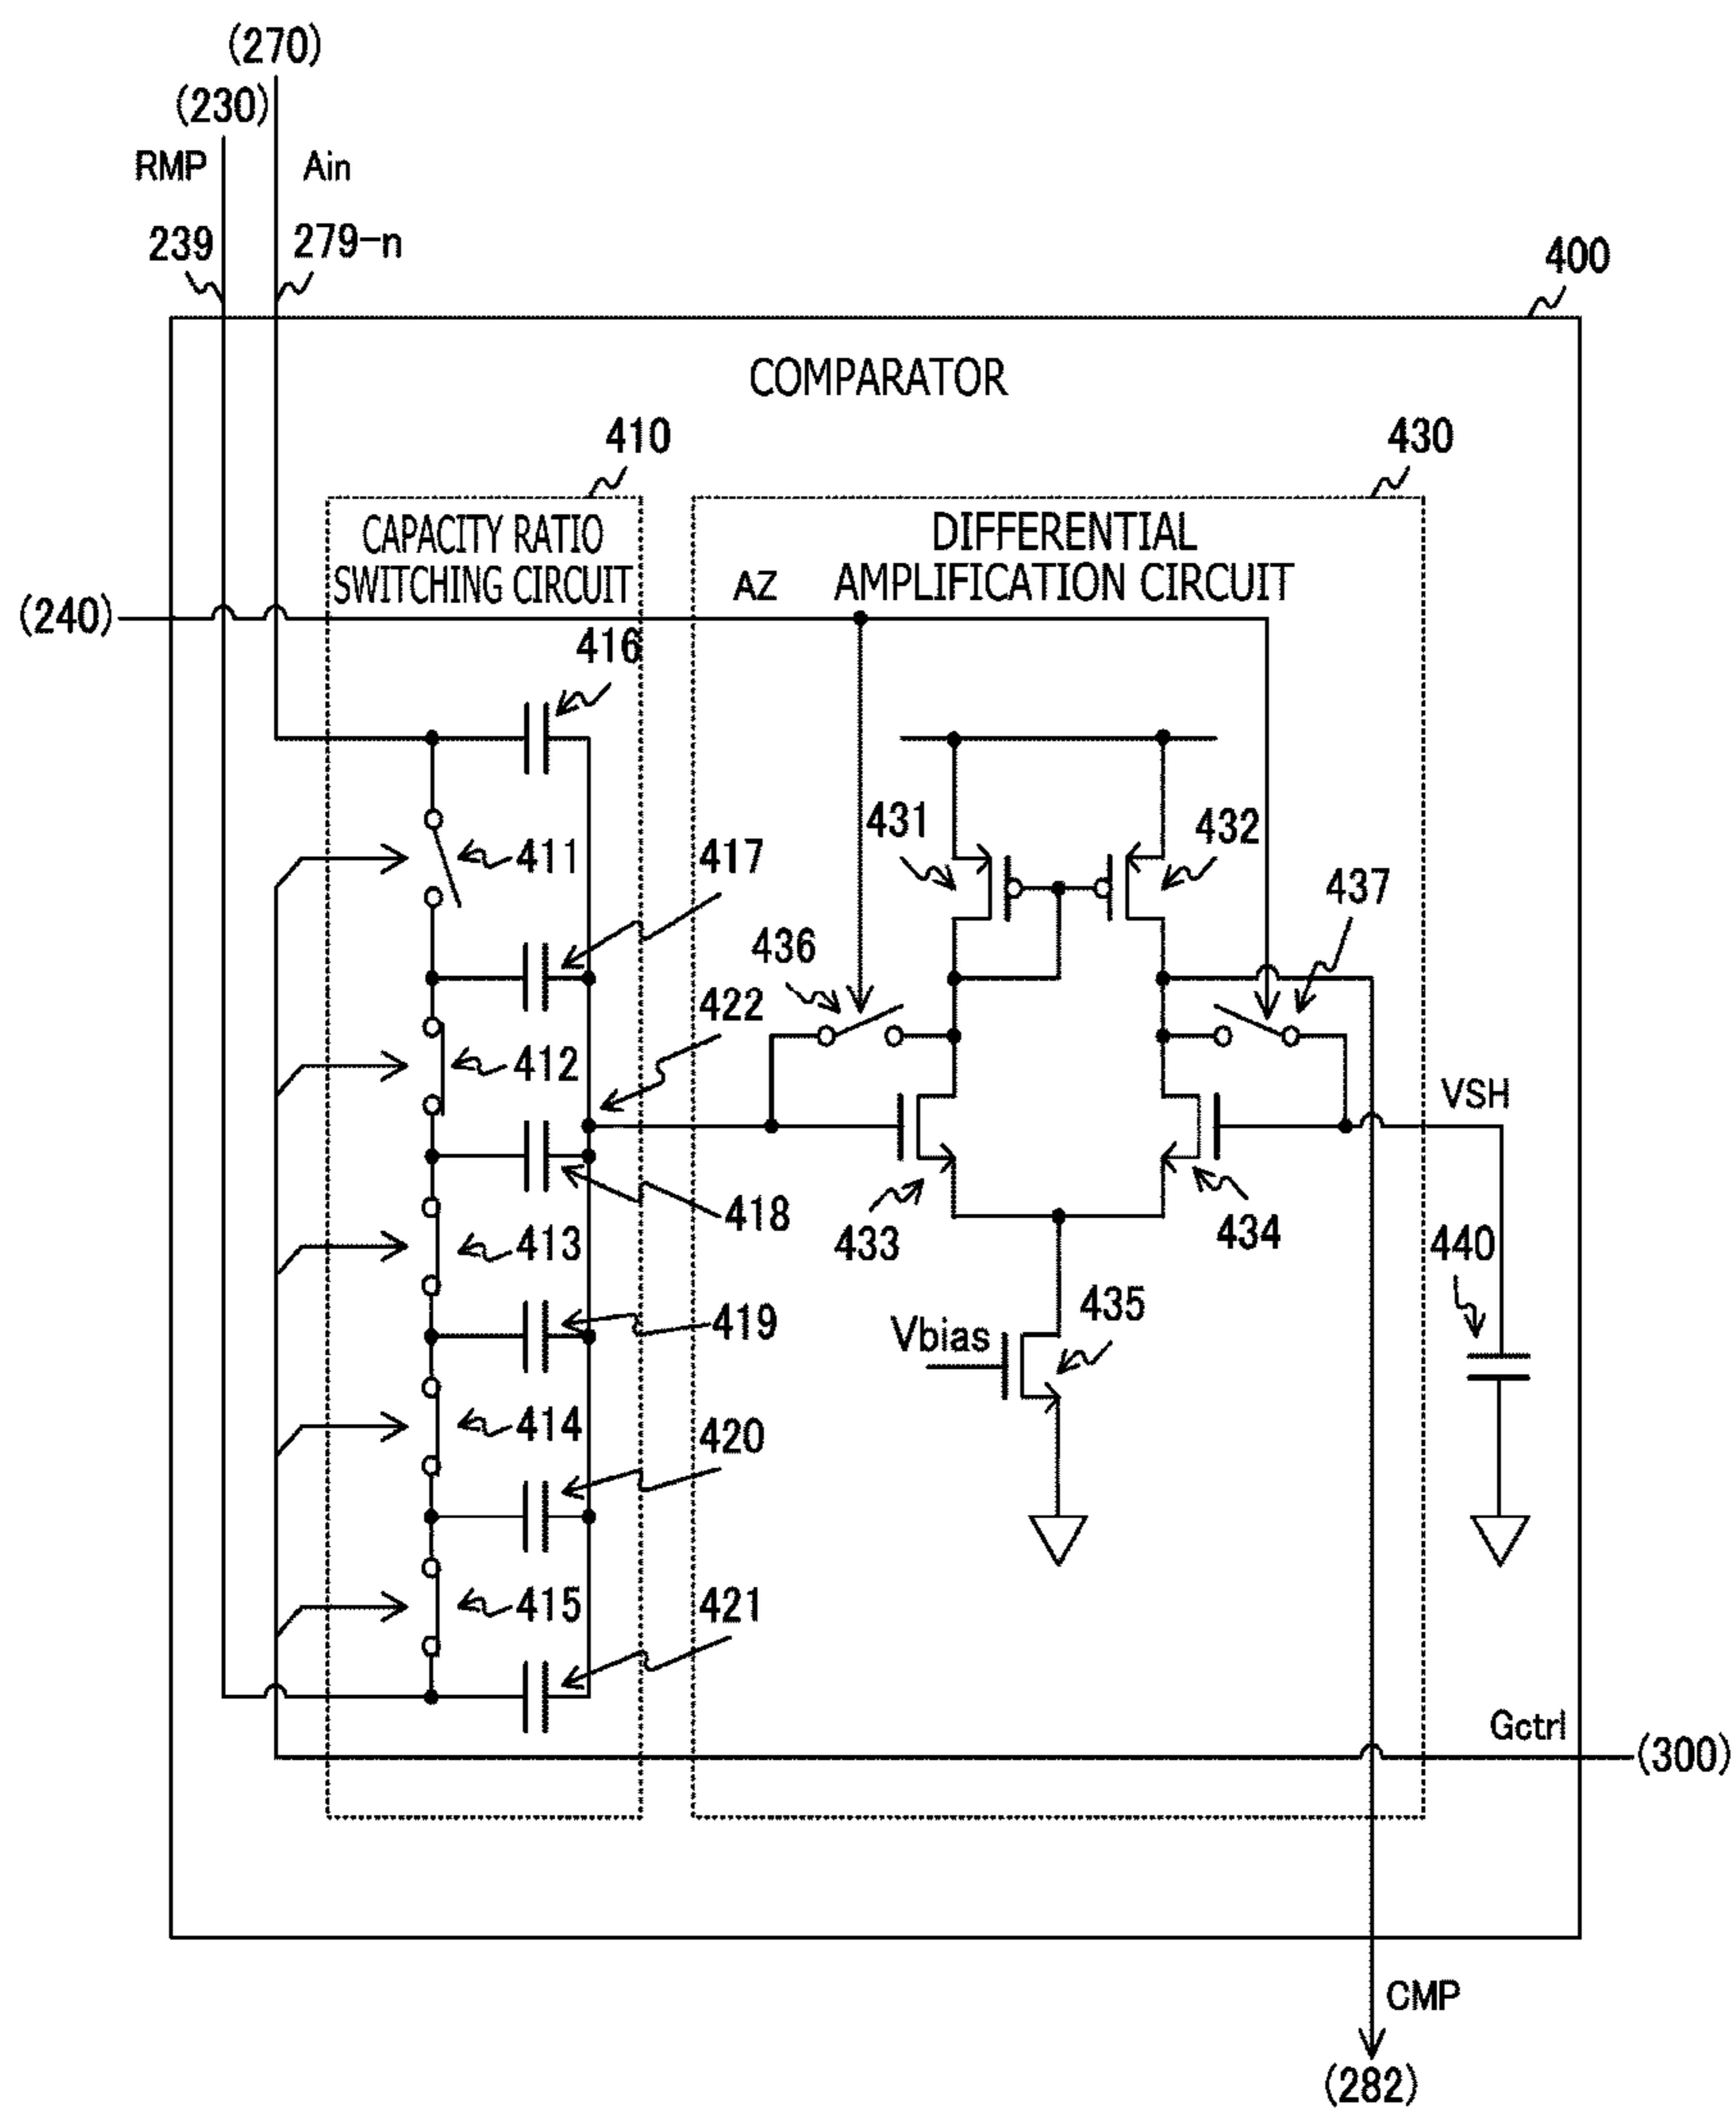 (270)
(230)
RMP
Ain
239
279-n
400
COMPARATOR
410
430
CAPACITY RATIO
SWITCHING CIRCUIT
DIFFERENTIAL
AMPLIFICATION CIRCUIT
AZ
(240)
416
431
432
411
417
437
436
422
412
VSH
418
413
433
434
440
419
435
Vbias
414
420
415
421
Gctrl
(300)
CMP
(282)